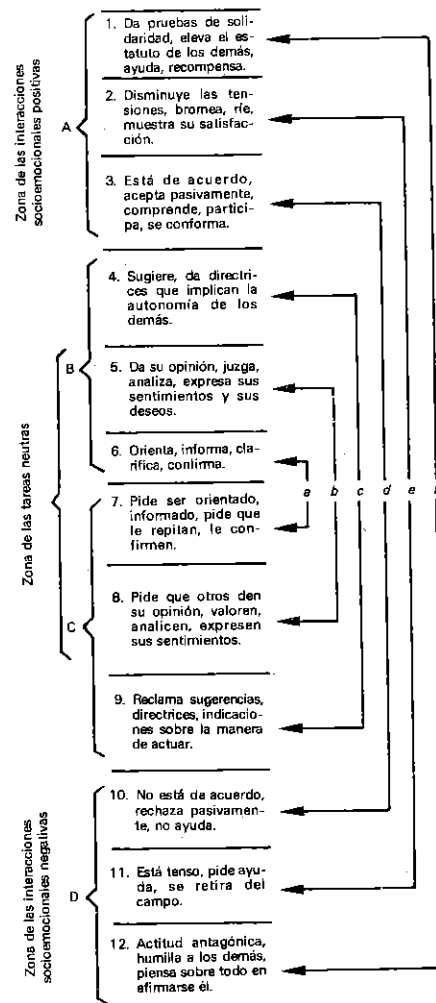 Zona de las interacciones
socioemocionales positivas
A
1. Da pruebas de soli-
daridad, eleva el es-
tatuto de los demás,
ayuda, recompensa.
2. Disminuye las ten-
siones, bromea, ríe,
muestra su satisfac-
ción.
3. Está de acuerdo,
acepta pasivamente,
comprende, partici-
pa, se conforma.
Zona de las tareas neutras
B
4. Sugiere, da directri-
ces que implican la
autonomía de los
demás.
5. Da su opinión, juzga,
analiza, expresa sus
sentimientos y sus
deseos.
6. Orienta, informa, cla-
rifica, confirma.
C
7. Pide ser orientado,
informado, pide que
le repitan, le con-
firmen.
8. Pide que otros den
su opinión, valoren,
analicen, expresen
sus sentimientos.
9. Reclama sugerencias,
directrices, indicacio-
nes sobre la manera
de actuar.
a b c d e
Zona de las interacciones
socioemocionales negativas
D
10. No está de acuerdo,
rechaza pasivamen-
te, no ayuda.
11. Está tenso, pide ayu-
da, se retira del
campo.
12. Actitud antagónica,
humilla a los demás,
piensa sobre todo en
afirmarse él.